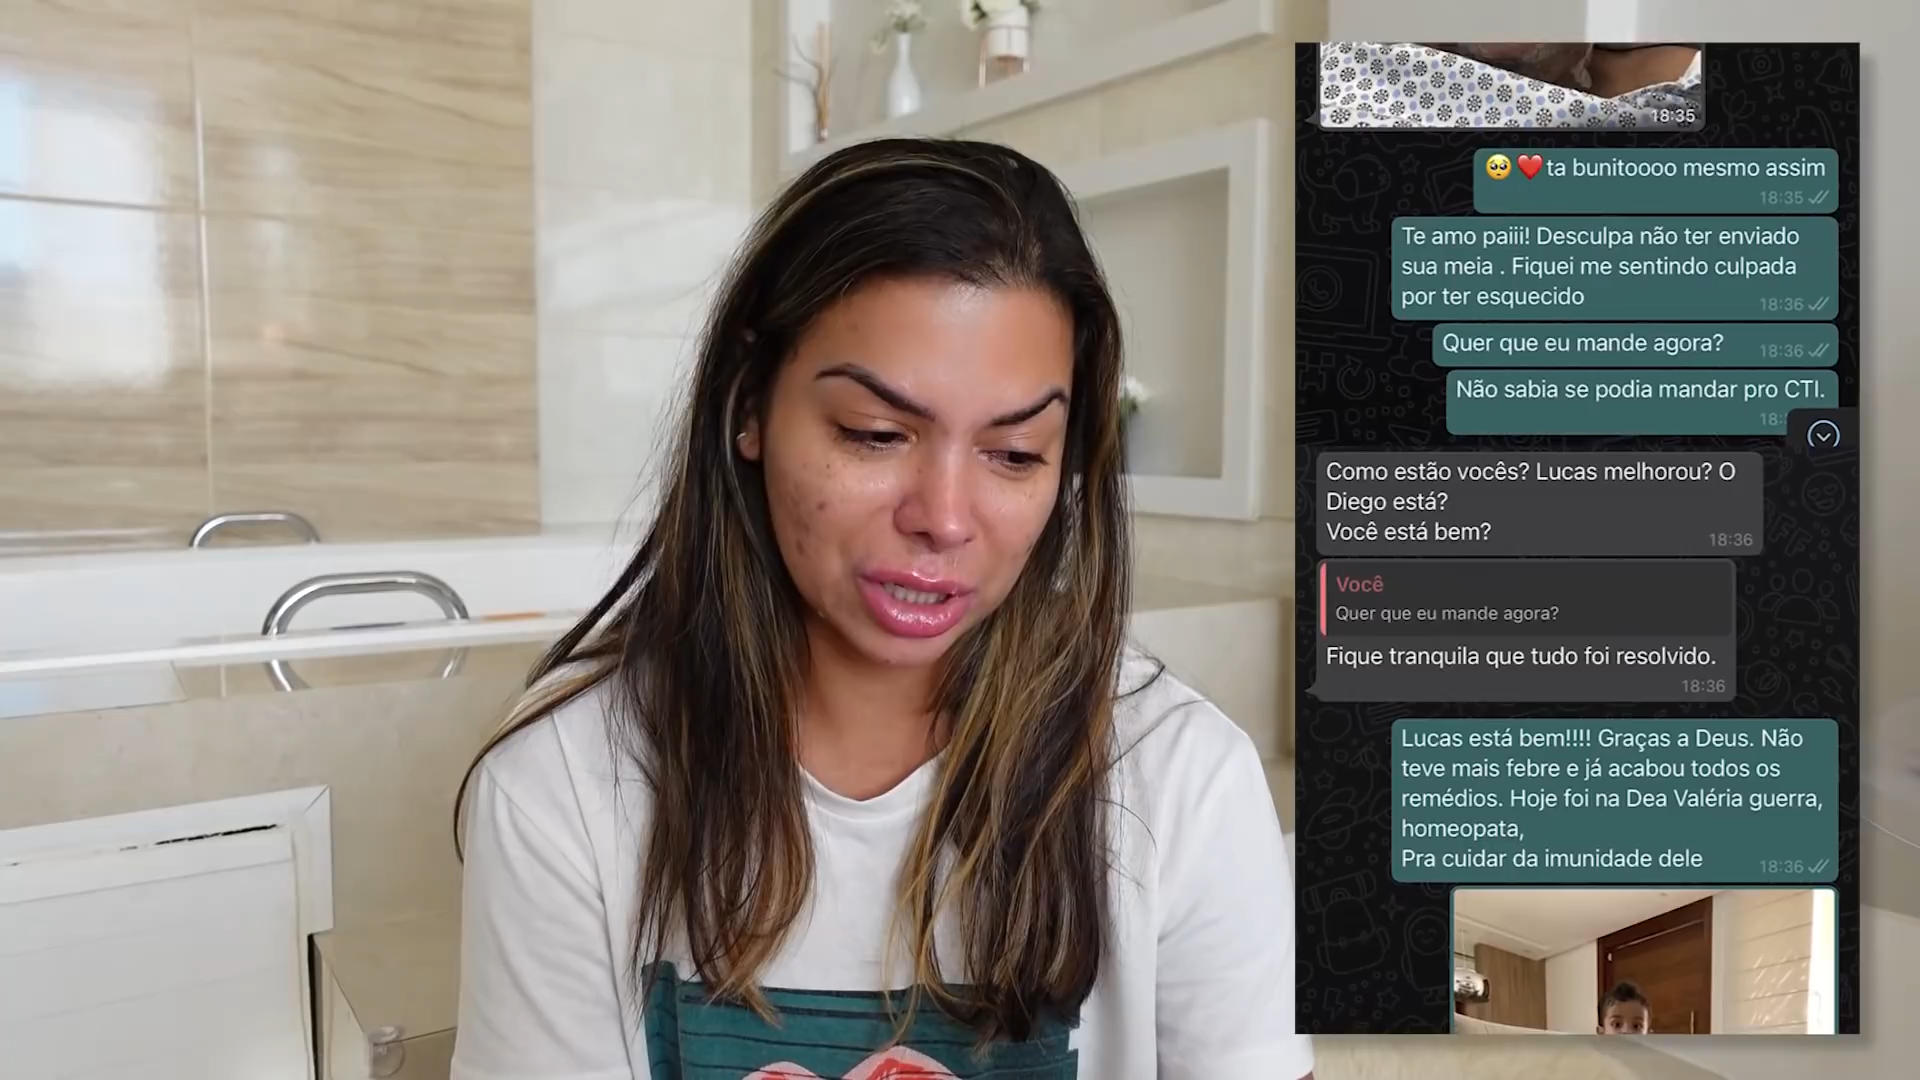 18:35
🥺❤️ta bunitoooo mesmo assim
18:35
Te amo paiii! Desculpa não ter enviado
sua meia . Fiquei me sentindo culpada
por ter esquecido
18:36
Quer que eu mande agora?
18:36
Não sabia se podia mandar pro CTI.
Como estão vocês? Lucas melhorou? O
Diego está?
Você está bem?
18:36
Você
Quer que eu mande agora?
Fique tranquila que tudo foi resolvido.
18:36
Lucas está bem!!!! Graças a Deus. Não
teve mais febre e já acabou todos os
remédios. Hoje foi na Dea Valéria guerra,
homeopata,
Pra cuidar da imunidade dele
18:36